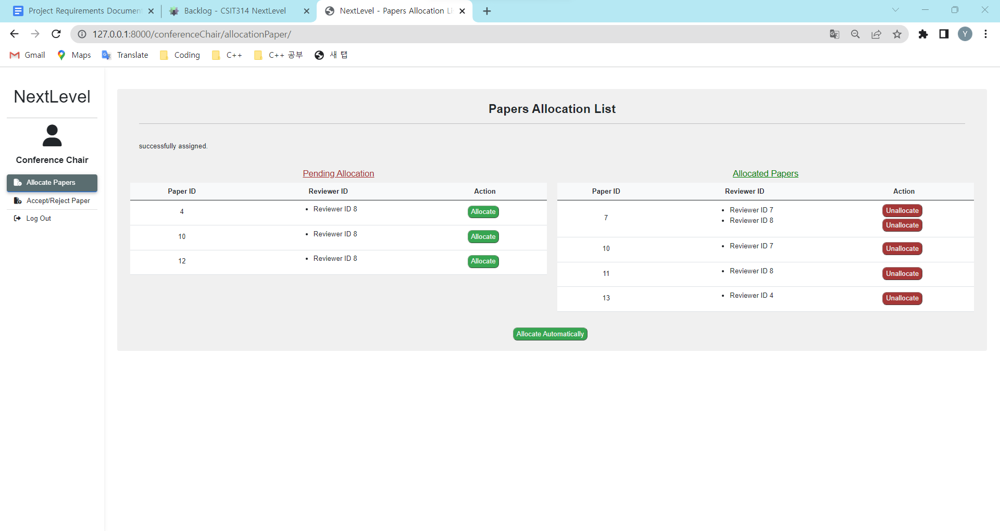 Project Requirements Document
Backlog - CSIT314 NextLevel
NextLevel - Papers Allocation Li
127.0.0.1:8000/conferenceChair/allocationPaper/
Y
Gmail
Maps
Translate
Coding
C++
C++ 공부
새 탭
NextLevel
Conference Chair
Allocate Papers
Accept/Reject Paper
Log Out
Papers Allocation List
successfully assigned.
Pending Allocation
Paper ID Reviewer ID Action
4 • Reviewer ID 8 Allocate
10 • Reviewer ID 8 Allocate
12 • Reviewer ID 8 Allocate
Allocated Papers
Paper ID Reviewer ID Action
7 • Reviewer ID 7 Unallocate
• Reviewer ID 8 Unallocate
10 • Reviewer ID 7 Unallocate
11 • Reviewer ID 8 Unallocate
13 • Reviewer ID 4 Unallocate
Allocate Automatically